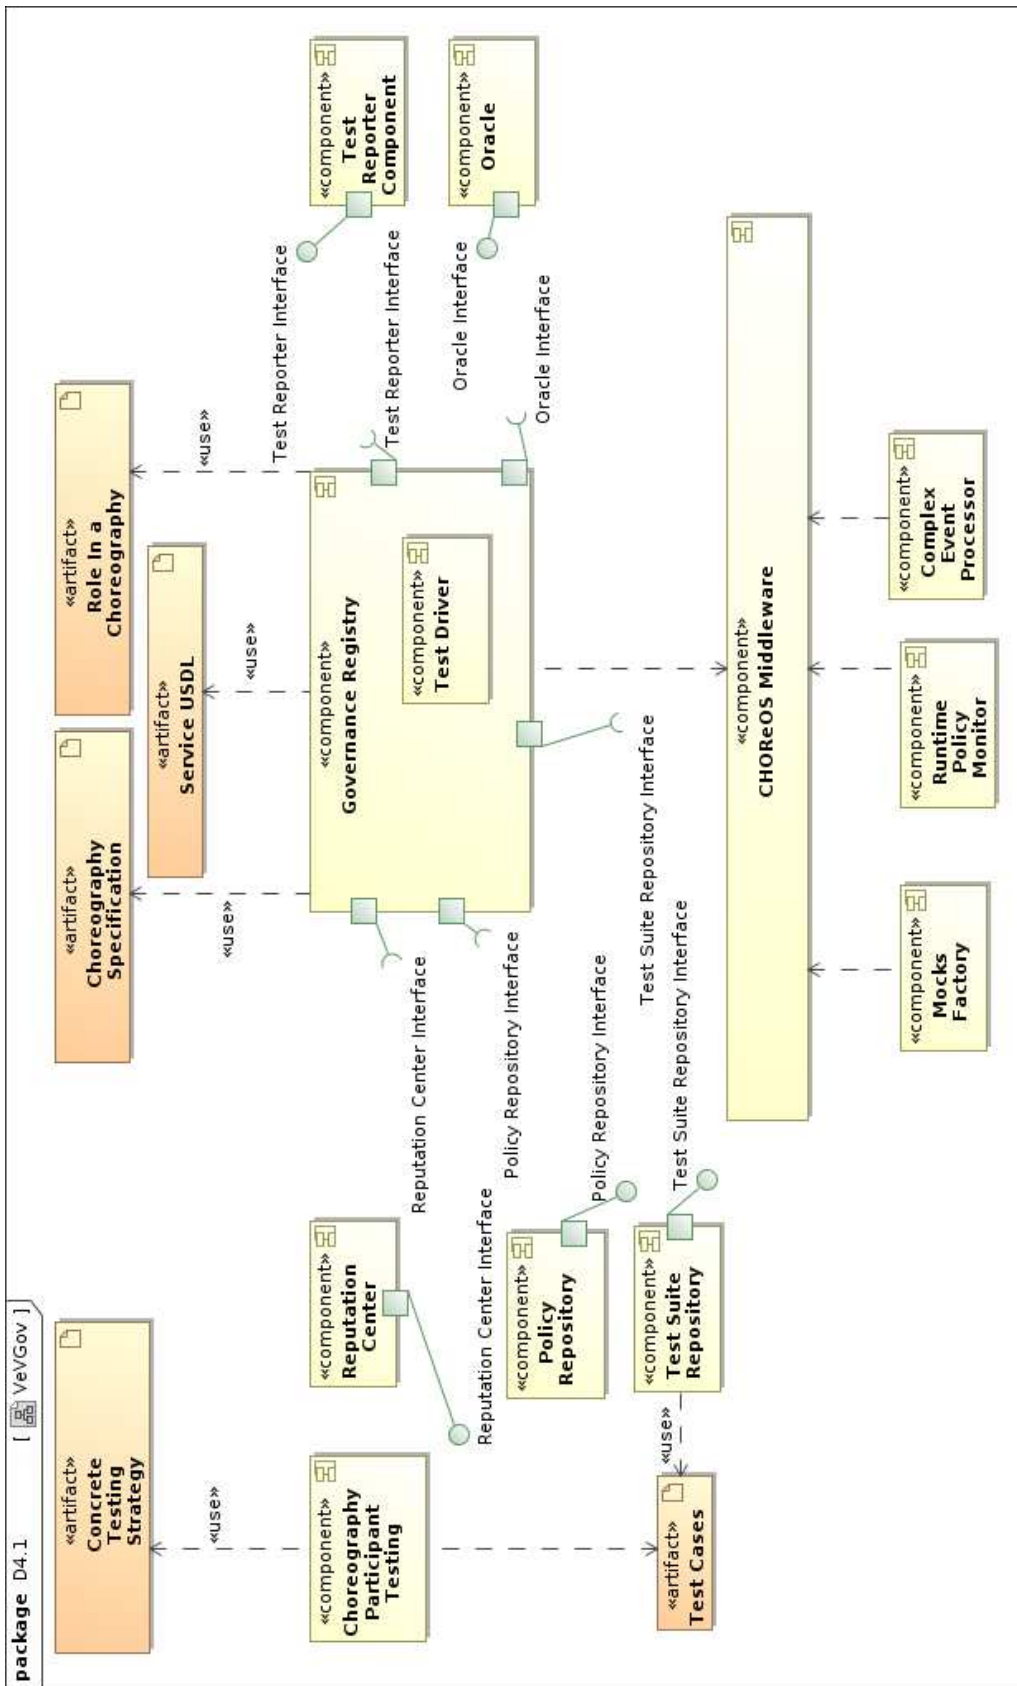 package D4.1 [ VeVGov ]
«artifact»
Concrete
Testing
Strategy
«artifact»
Choreography
Specification
«artifact»
Role In a
Choreography
«artifact»
Service USDL
«use»
«use»
«use»
«use»
«component»
Choreography
Participant
Testing
«component»
Reputation
Center
Reputation Center Interface
Reputation Center Interface
«component»
Governance Registry
«component»
Test Driver
Test Reporter Interface
Test Reporter Interface
«component»
Test
Reporter
Component
Oracle Interface
Oracle Interface
«component»
Oracle
Policy Repository Interface
«component»
Policy
Repository
Policy Repository Interface
Test Suite Repository Interface
«component»
Test Suite
Repository
Test Suite Repository Interface
«use»
«artifact»
Test Cases
«component»
CHOReOS Middleware
«component»
Mocks
Factory
«component»
Runtime
Policy
Monitor
«component»
Complex
Event
Processor